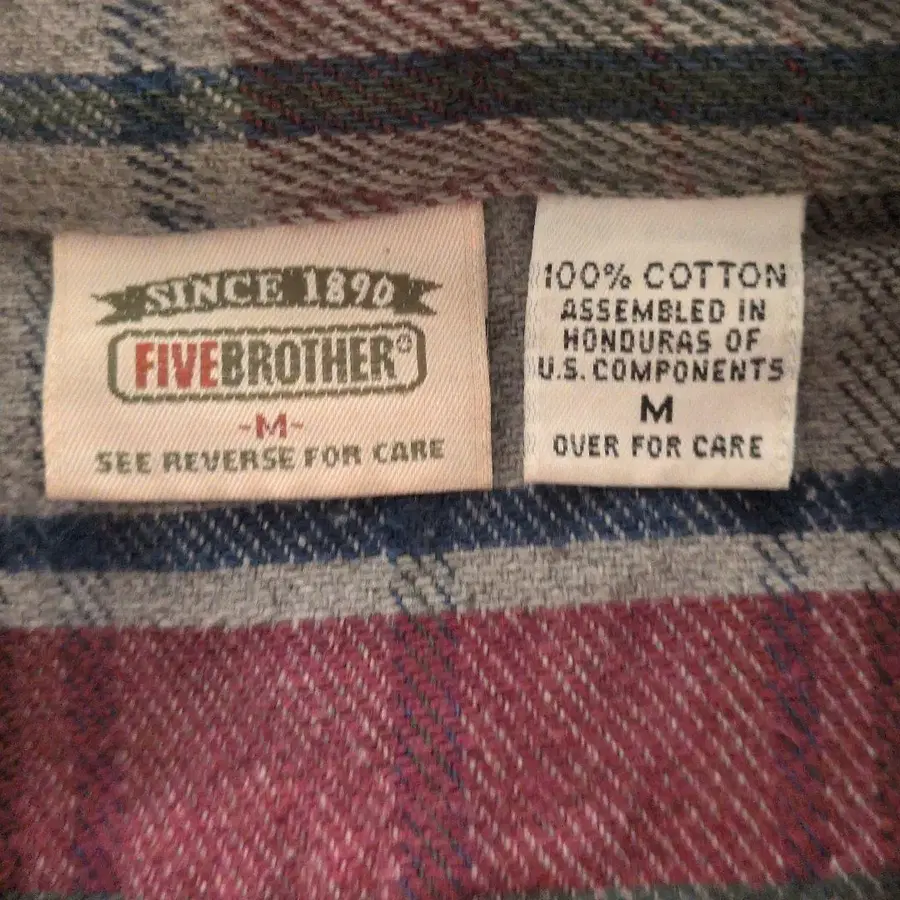 SINCE 1890
FIVEBROTHER®
-M-
SEE REVERSE FOR CARE
100% COTTON
ASSEMBLED IN
HONDURAS OF
U.S. COMPONENTS
M
OVER FOR CARE